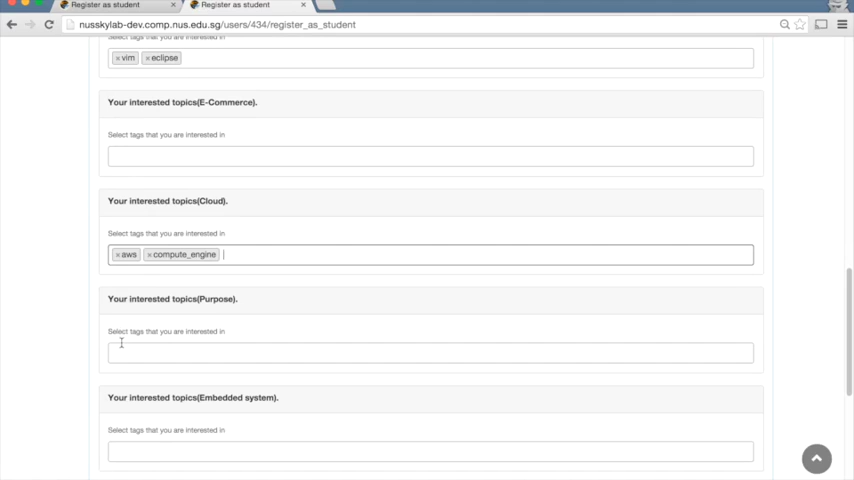 Register as student × Register as student ×
nusskylab-dev.comp.nus.edu.sg/users/434/register_as_student
Select tags that you are interested in
×vim ×eclipse
Your interested topics(E-Commerce).
Select tags that you are interested in
Your interested topics(Cloud).
Select tags that you are interested in
×aws ×compute_engine
Your interested topics(Purpose).
Select tags that you are interested in
Your interested topics(Embedded system).
Select tags that you are interested in